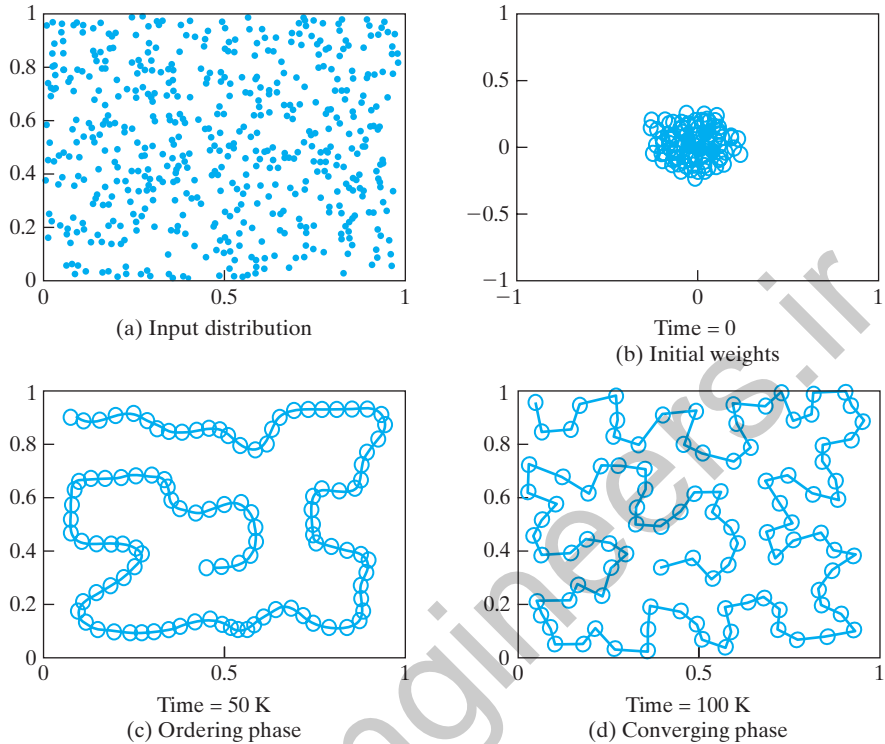 1
0.8
0.6
0.4
0.2
0
0 0.5 1
(a) Input distribution
1
0.5
0
−0.5
−1
−1 0 1
Time = 0
(b) Initial weights
1
0.8
0.6
0.4
0.2
0
0 0.5 1
Time = 50 K
(c) Ordering phase
1
0.8
0.6
0.4
0.2
0
0 0.5 1
Time = 100 K
(d) Converging phase